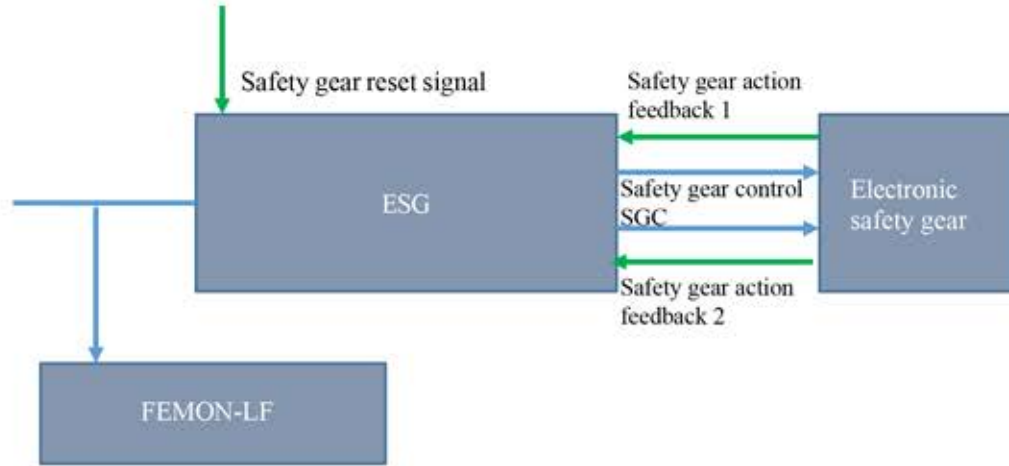 Safety gear reset signal
Safety gear action
feedback 1
ESG
Safety gear control
SGC
Electronic
safety gear
Safety gear action
feedback 2
FEMON-LF